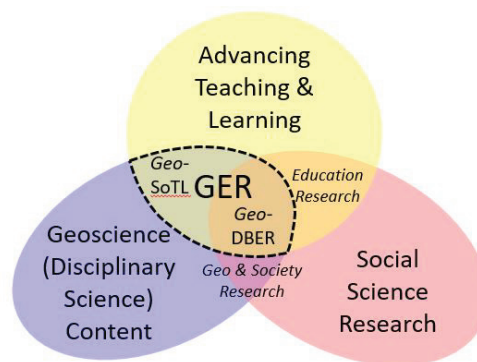 Advancing
Teaching &
Learning
Geo-
SoTL
GER
Education
Research
Geo-
DBER
Geoscience
(Disciplinary
Science)
Content
Geo & Society
Research
Social
Science
Research